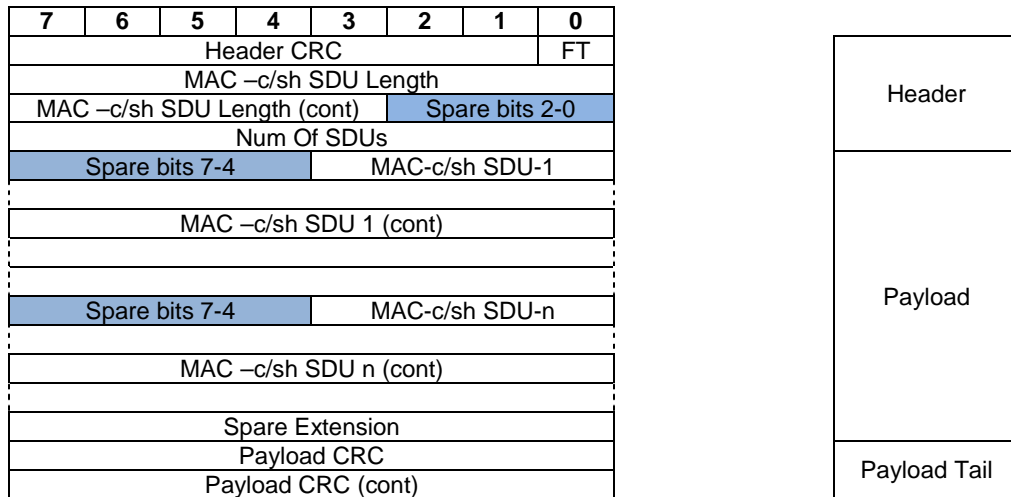 7 6 5 4 3 2 1 0
Header CRC FT
MAC –c/sh SDU Length
MAC –c/sh SDU Length (cont) Spare bits 2-0
Num Of SDUs
Spare bits 7-4 MAC-c/sh SDU-1
MAC –c/sh SDU 1 (cont)
Spare bits 7-4 MAC-c/sh SDU-n
MAC –c/sh SDU n (cont)
Spare Extension
Payload CRC
Payload CRC (cont)
Header
Payload
Payload Tail